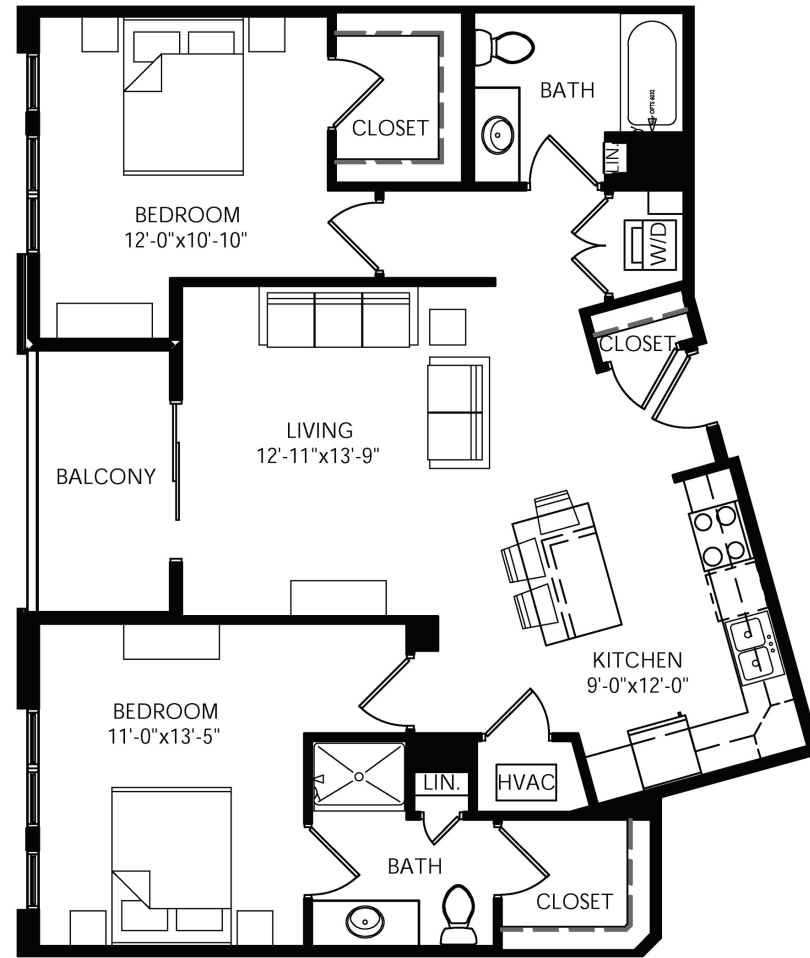 BATH
CLOSET
LIN.
BEDROOM
12'-0"x10'-10"
W/D
CLOSET
LIVING
12'-11"x13'-9"
BALCONY
KITCHEN
9'-0"x12'-0"
BEDROOM
11'-0"x13'-5"
LIN.
HVAC
BATH
CLOSET